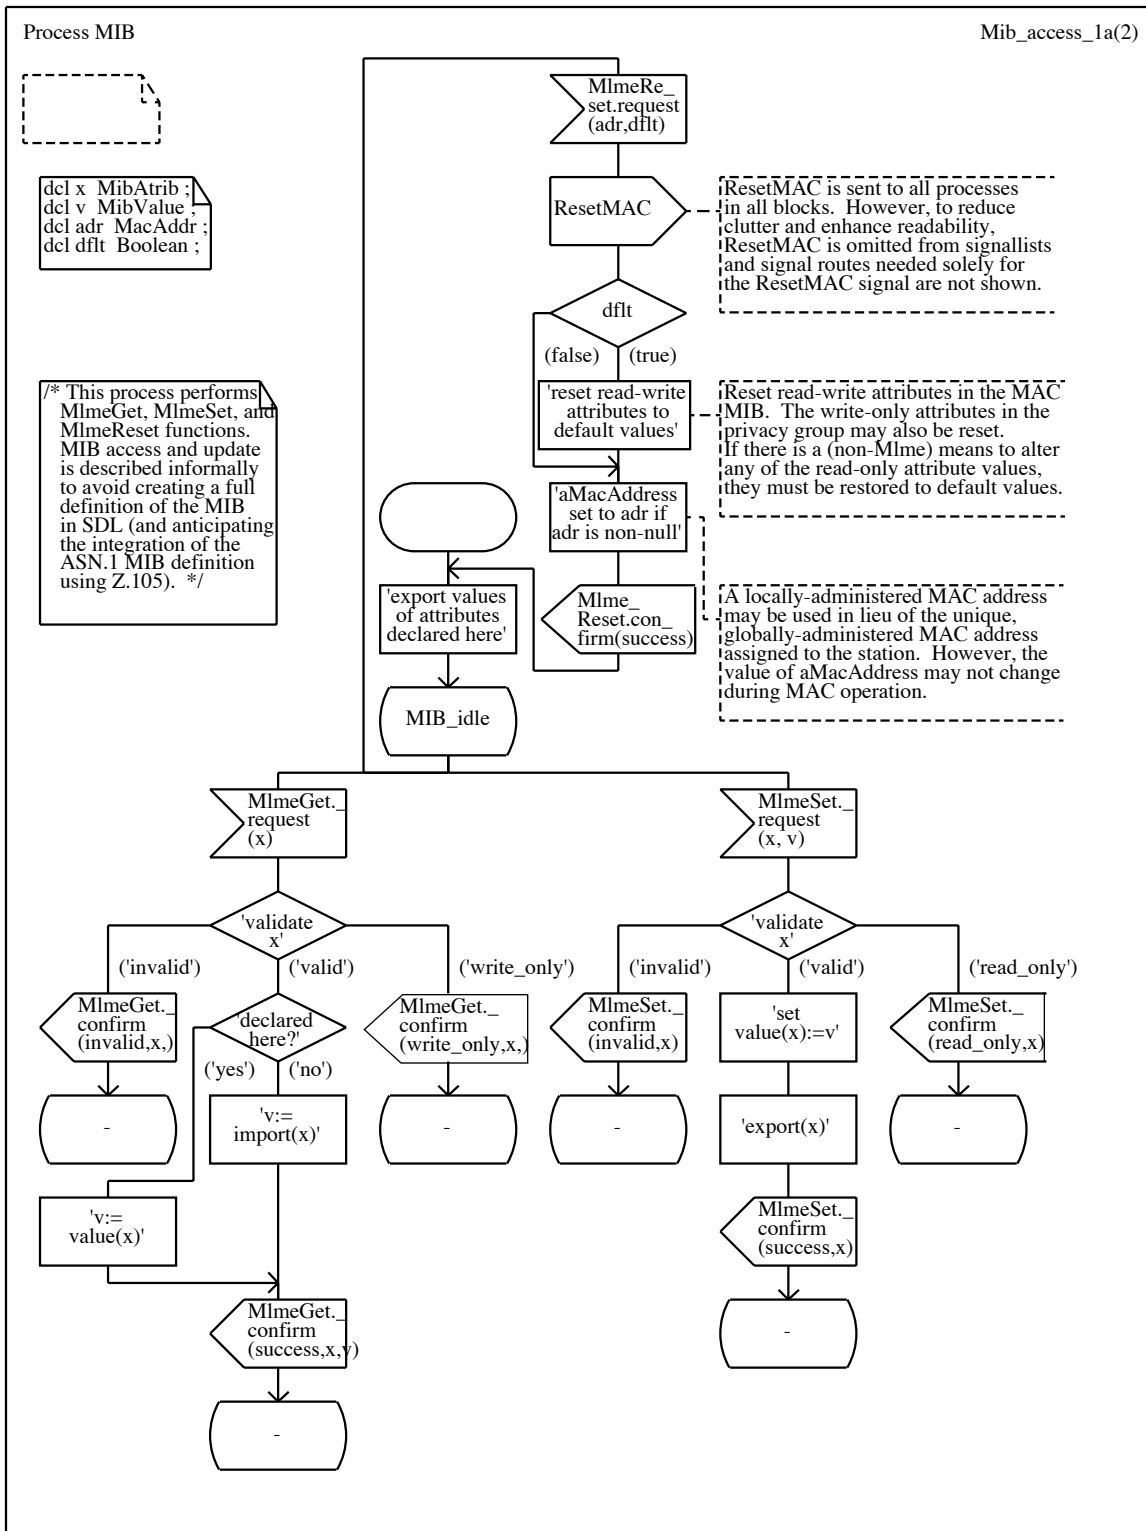 Process MIB
Mib_access_1a(2)
MlmeRe_
set.request
(adr,dflt)
dcl x  MibAtrib ;
dcl v  MibValue ;
dcl adr  MacAddr ;
dcl dflt  Boolean ;
ResetMAC
ResetMAC is sent to all processes
in all blocks.  However, to reduce
clutter and enhance readability,
ResetMAC is omitted from signallists
and signal routes needed solely for
the ResetMAC signal are not shown.
dflt
(false)
(true)
/* This process performs
MlmeGet, MlmeSet, and
MlmeReset functions.
MIB access and update
is described informally
to avoid creating a full
definition of the MIB
in SDL (and anticipating
the integration of the
ASN.1 MIB definition
using Z.105).  */
'reset read-write
attributes to
default values'
Reset read-write attributes in the MAC
MIB.  The write-only attributes in the
privacy group may also be reset.
If there is a (non-Mlme) means to alter
any of the read-only attribute values,
they must be restored to default values.
'aMacAddress
set to adr if
adr is non-null'
'export values
of attributes
declared here'
Mlme_
Reset.con_
firm(success)
A locally-administered MAC address
may be used in lieu of the unique,
globally-administered MAC address
assigned to the station.  However, the
value of aMacAddress may not change
during MAC operation.
MIB_idle
MlmeGet._
request
(x)
MlmeSet._
request
(x, v)
'validate
x'
'validate
x'
('invalid')
('valid')
('write_only')
('invalid')
('valid')
('read_only')
MlmeGet._
confirm
(invalid,x,)
'declared
here?'
MlmeGet._
confirm
(write_only,x,)
MlmeSet._
confirm
(invalid,x)
'set
value(x):=v'
MlmeSet._
confirm
(read_only,x)
('yes')
('no')
-
'v:=
import(x)'
-
-
'export(x)'
-
'v:=
value(x)'
MlmeSet._
confirm
(success,x)
MlmeGet._
confirm
(success,x,v)
-
-